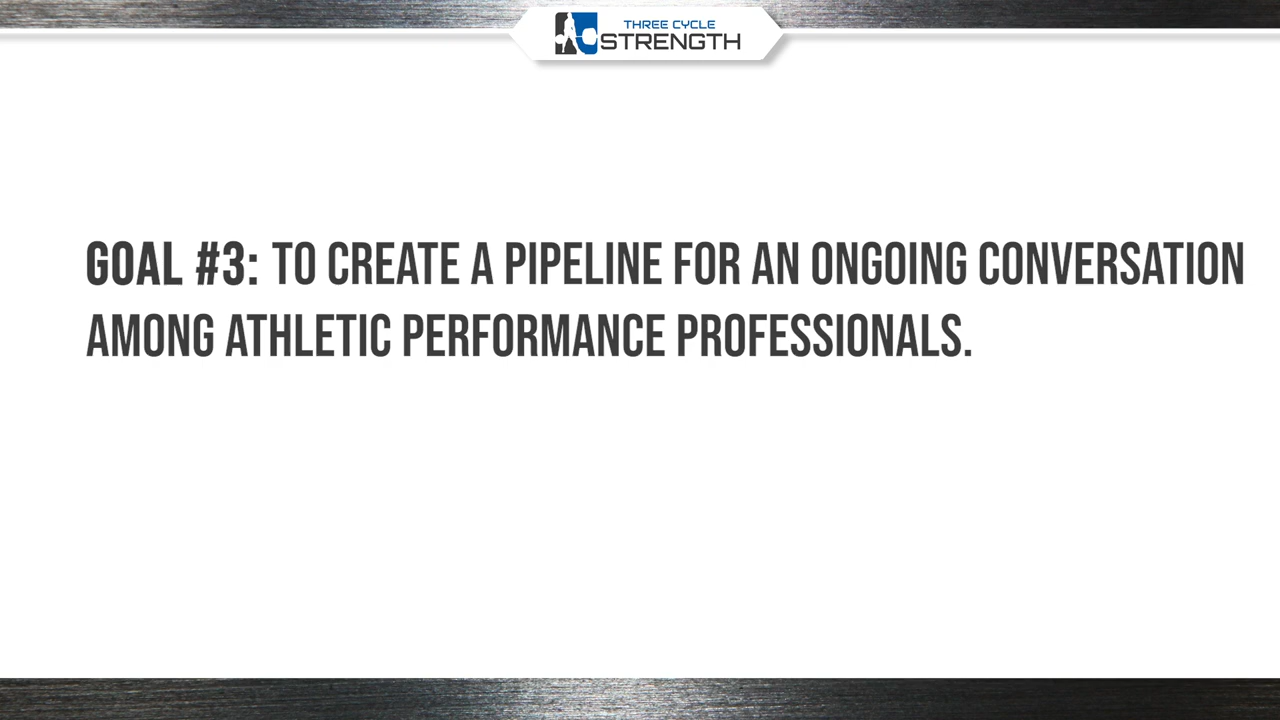 THREE CYCLE
STRENGTH
GOAL #3: TO CREATE A PIPELINE FOR AN ONGOING CONVERSATION
AMONG ATHLETIC PERFORMANCE PROFESSIONALS.